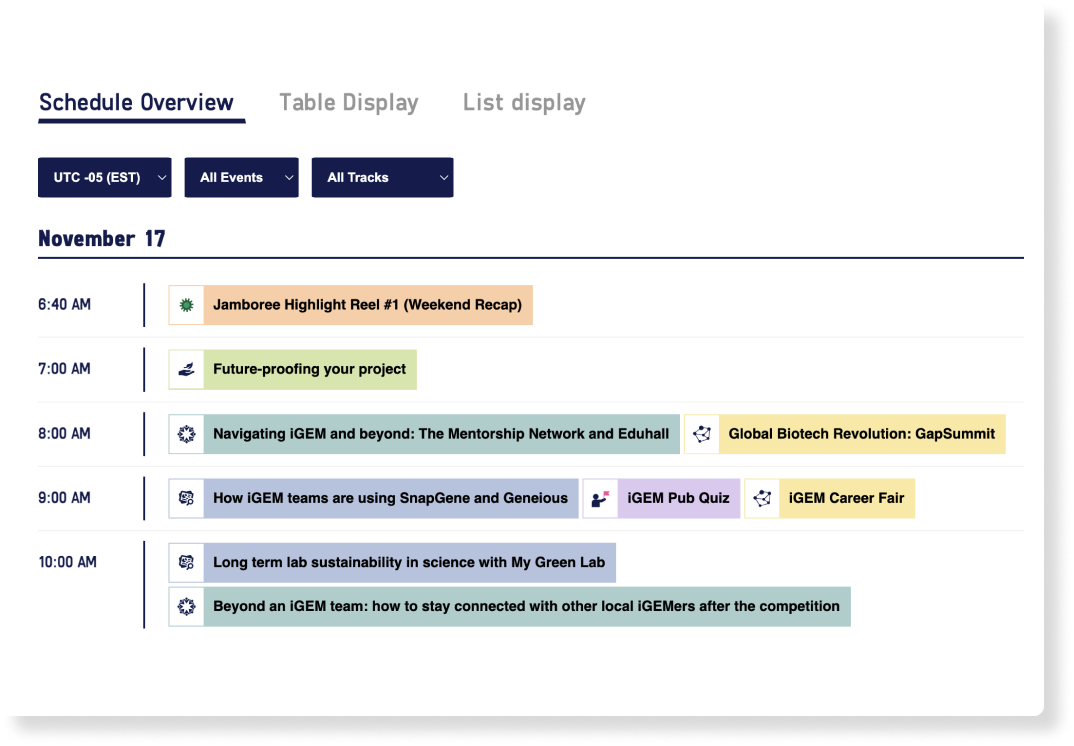 Schedule Overview Table Display List display
UTC -05 (EST) All Events All Tracks
November 17
6:40 AM Jamboree Highlight Reel #1 (Weekend Recap)
7:00 AM Future-proofing your project
8:00 AM Navigating iGEM and beyond: The Mentorship Network and Eduhall Global Biotech Revolution: GapSummit
9:00 AM How iGEM teams are using SnapGene and Geneious iGEM Pub Quiz iGEM Career Fair
10:00 AM Long term lab sustainability in science with My Green Lab
Beyond an iGEM team: how to stay connected with other local iGEMers after the competition